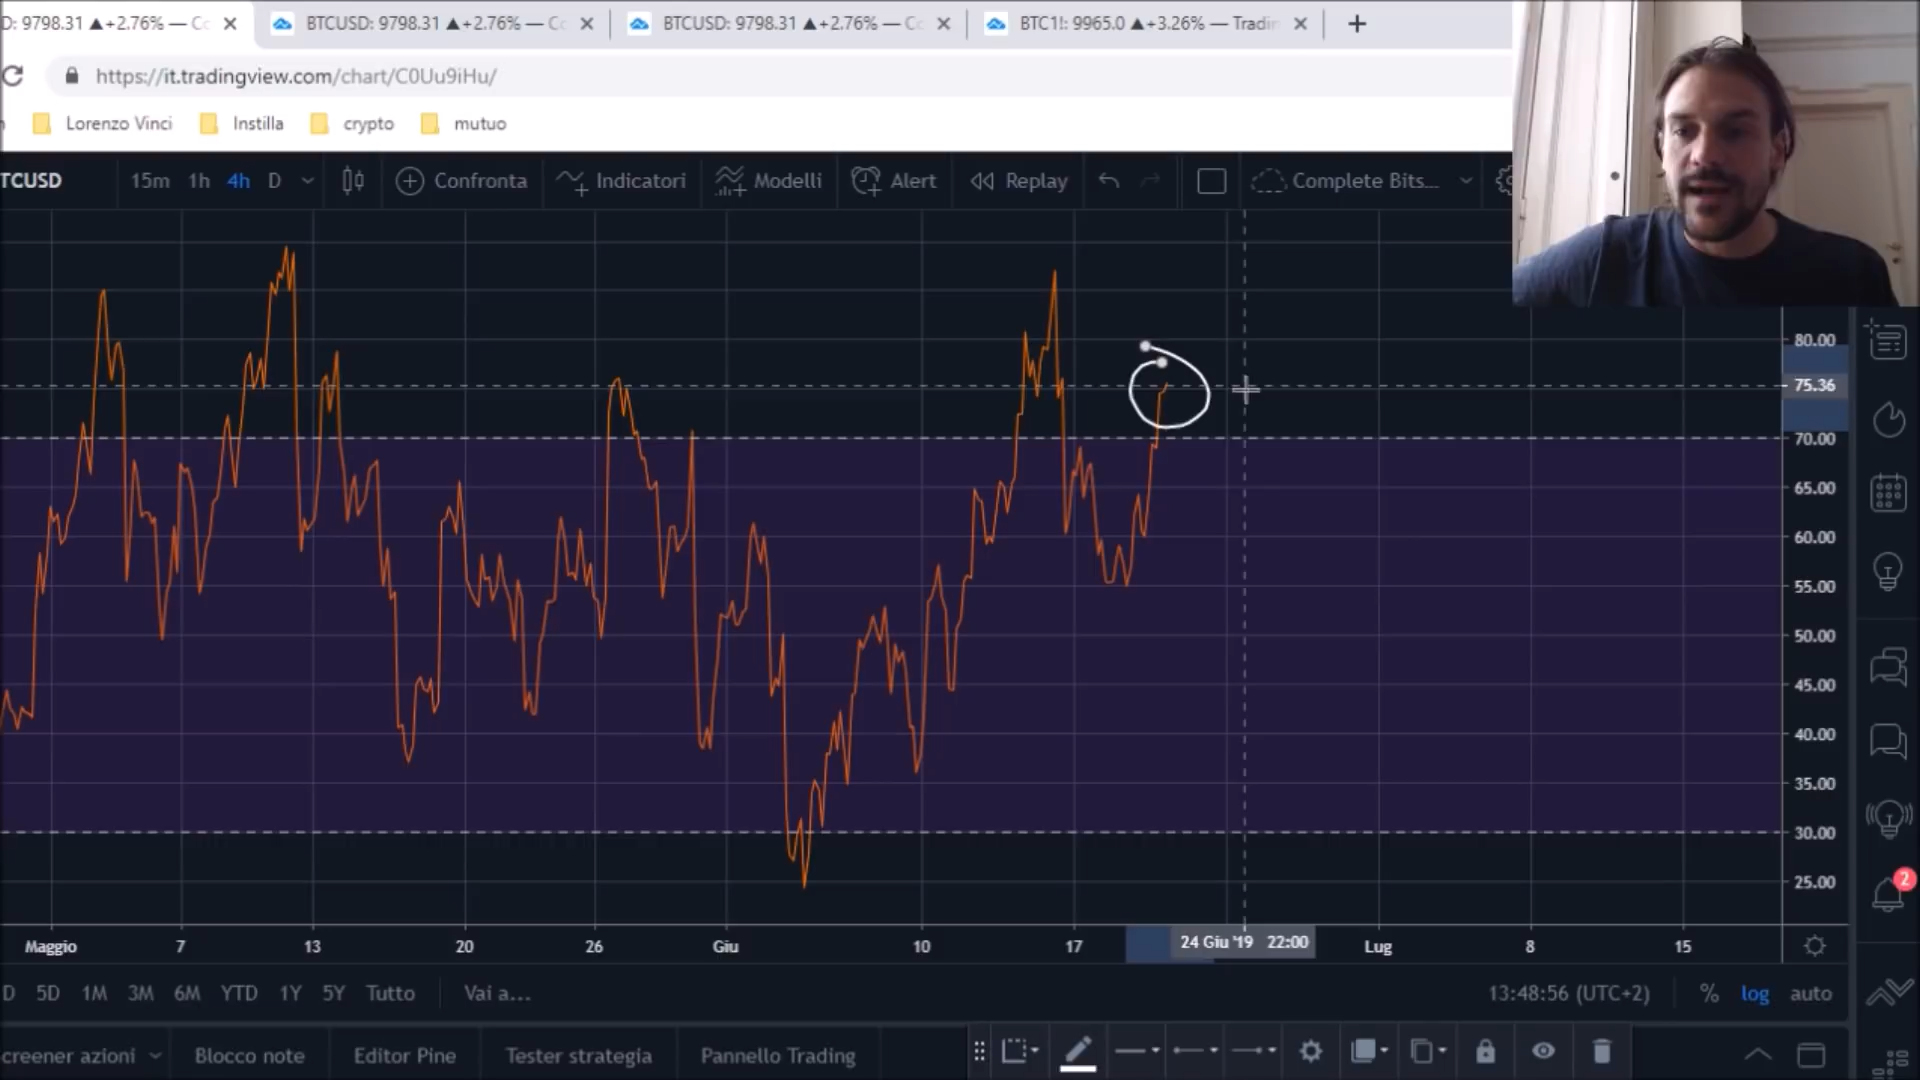 D: 9798.31 ▲+2.76% — Co
BTCUSD: 9798.31 ▲+2.76% — Co
BTCUSD: 9798.31 ▲+2.76% — Co
BTC1!: 9965.0 ▲+3.26% — Tradin
https://it.tradingview.com/chart/C0Uu9iHu/
Lorenzo Vinci
Instilla
crypto
mutuo
TCUSD
15m 1h 4h D
Confronta
Indicatori
Modelli
Alert
Replay
Complete Bits...
80.00
75.36
70.00
65.00
60.00
55.00
50.00
45.00
40.00
35.00
30.00
25.00
2
Maggio 7 13 20 26 Giu 10 17 24 Giu '19 22:00 Lug 8 15
D 5D 1M 3M 6M YTD 1Y 5Y Tutto Vai a...
13:48:56 (UTC+2) % log auto
creener azioni
Blocco note
Editor Pine
Tester strategia
Pannello Trading